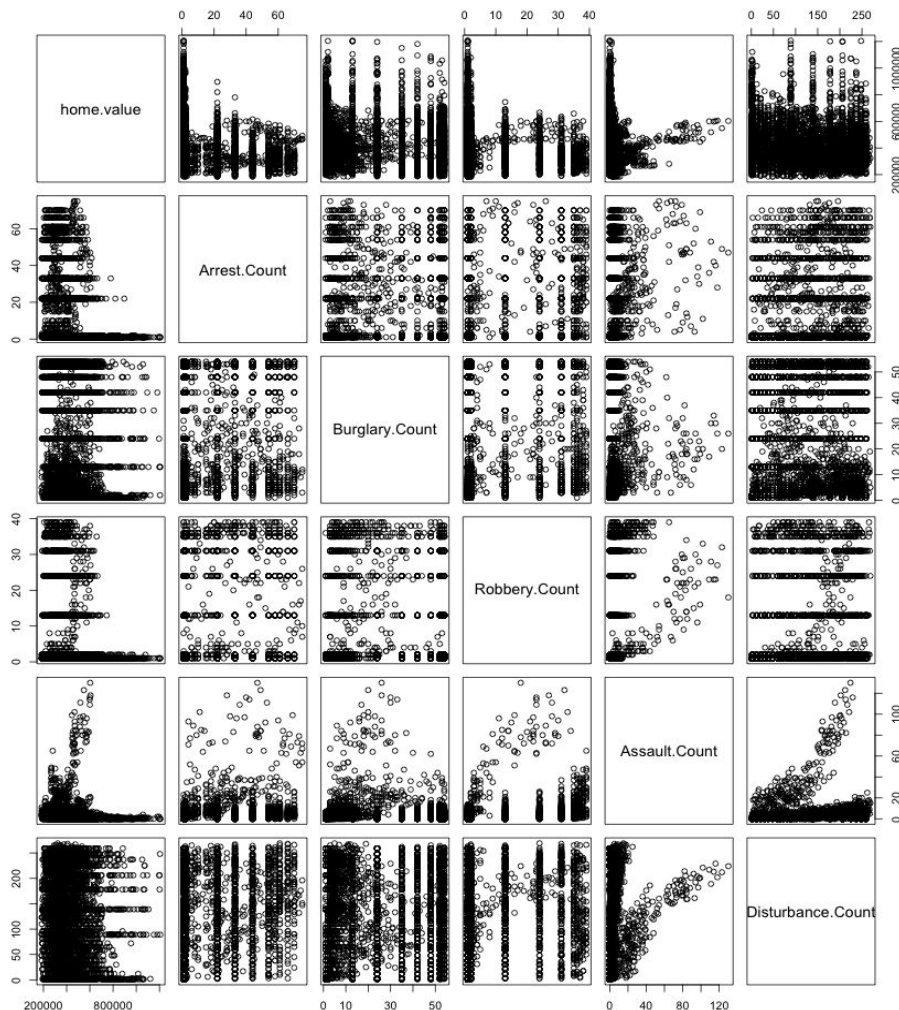 0 20 40 60
0 10 20 30 40
0 50 150 250
home.value
200000 600000 1000000
0 20 40 60
Arrest.Count
Burglary.Count
0 10 20 30 40 50
0 10 20 30 40
Robbery.Count
Assault.Count
0 20 40 60 80 120
0 50 100 200
Disturbance.Count
200000 800000
0 10 30 50
0 20 40 60 80 120